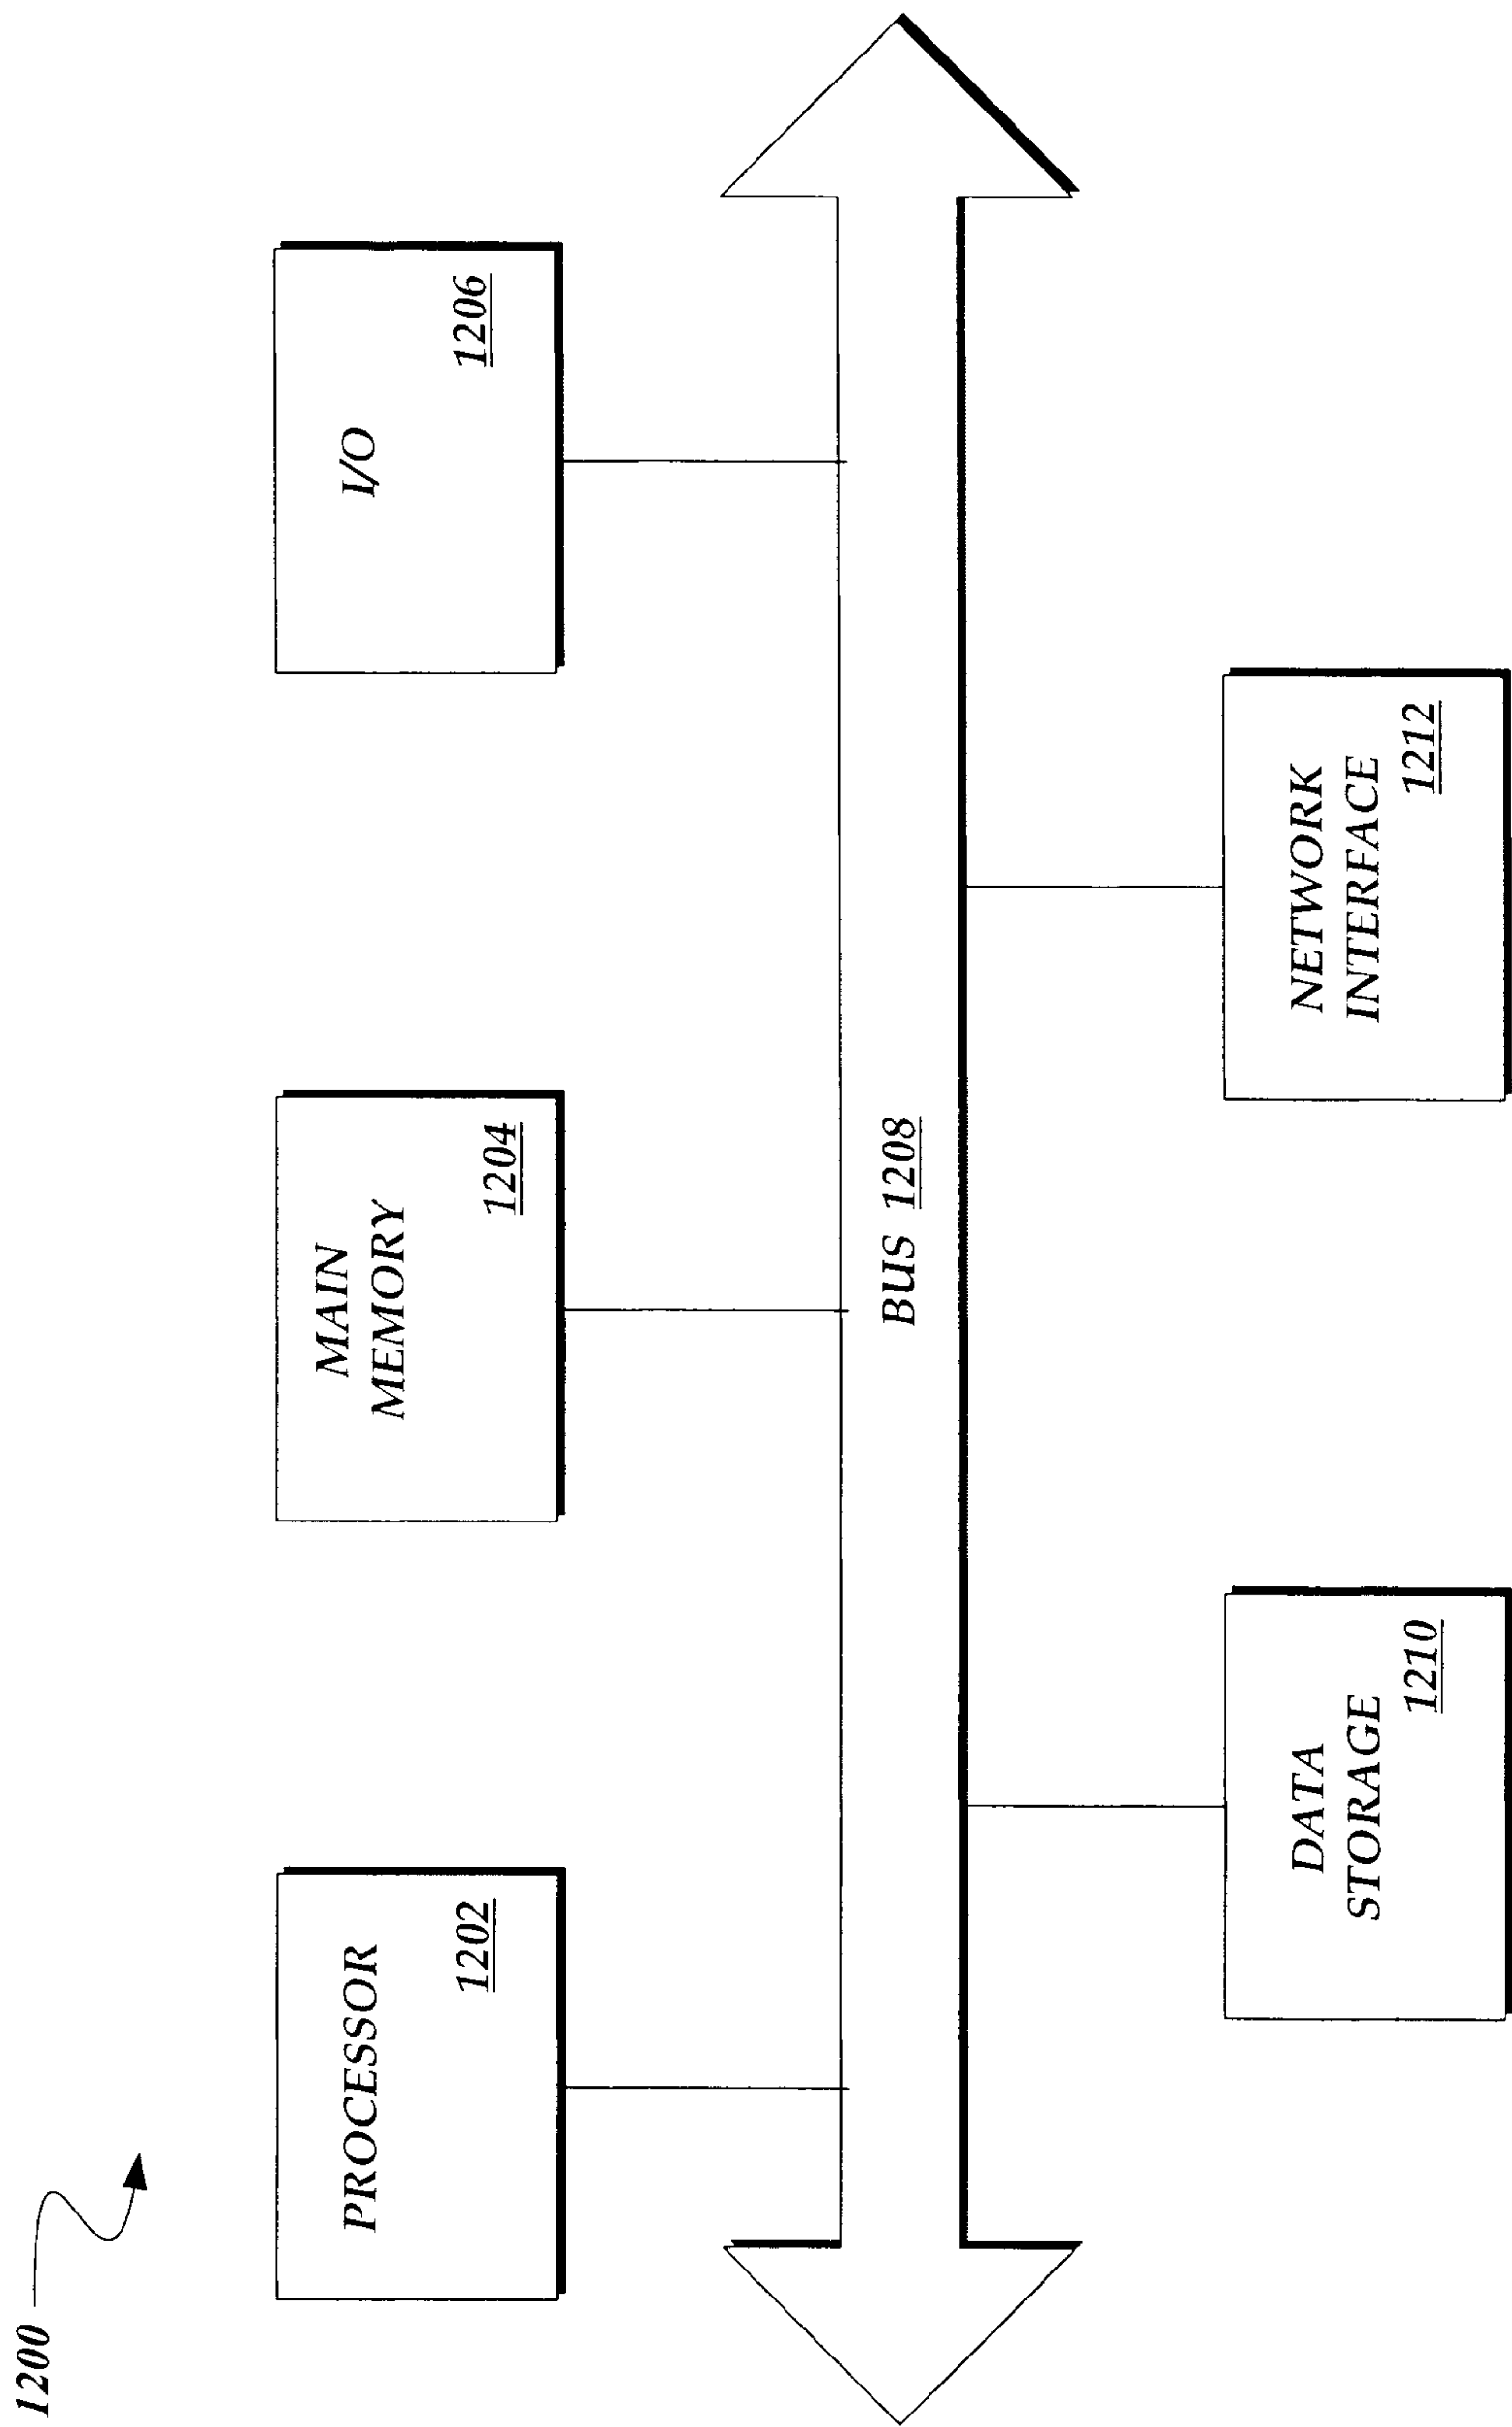 1200
PROCESSOR
1202
MAIN
MEMORY
1204
I/O
1206
BUS 1208
DATA
STORAGE
1210
NETWORK
INTERFACE
1212